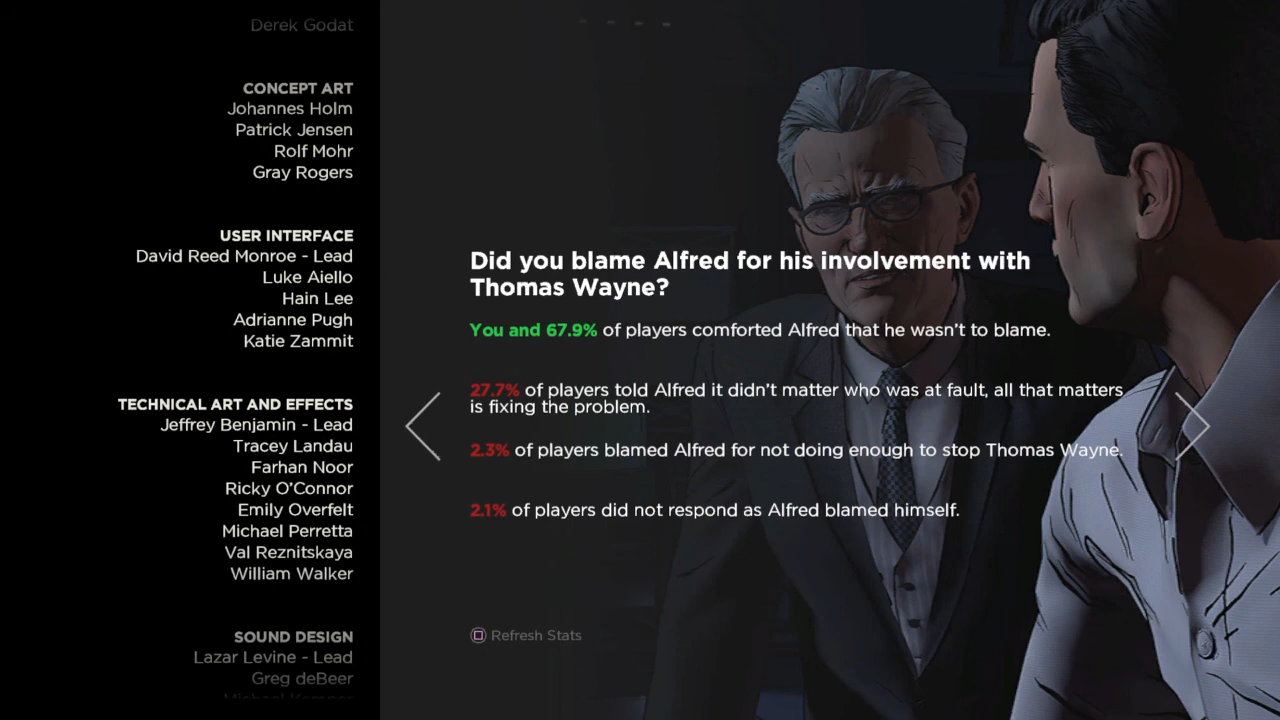 Derek Godat
CONCEPT ART
Johannes Holm
Patrick Jensen
Rolf Mohr
Gray Rogers
USER INTERFACE
David Reed Monroe - Lead
Luke Aiello
Hain Lee
Adrianne Pugh
Katie Zammit
TECHNICAL ART AND EFFECTS
Jeffrey Benjamin - Lead
Tracey Landau
Farhan Noor
Ricky O'Connor
Emily Overfelt
Michael Perretta
Val Reznitskaya
William Walker
SOUND DESIGN
Lazar Levine - Lead
Greg deBeer
Did you blame Alfred for his involvement with
Thomas Wayne?
You and 67.9% of players comforted Alfred that he wasn't to blame.
27.7% of players told Alfred it didn't matter who was at fault, all that matters
is fixing the problem.
2.3% of players blamed Alfred for not doing enough to stop Thomas Wayne.
2.1% of players did not respond as Alfred blamed himself.
Refresh Stats